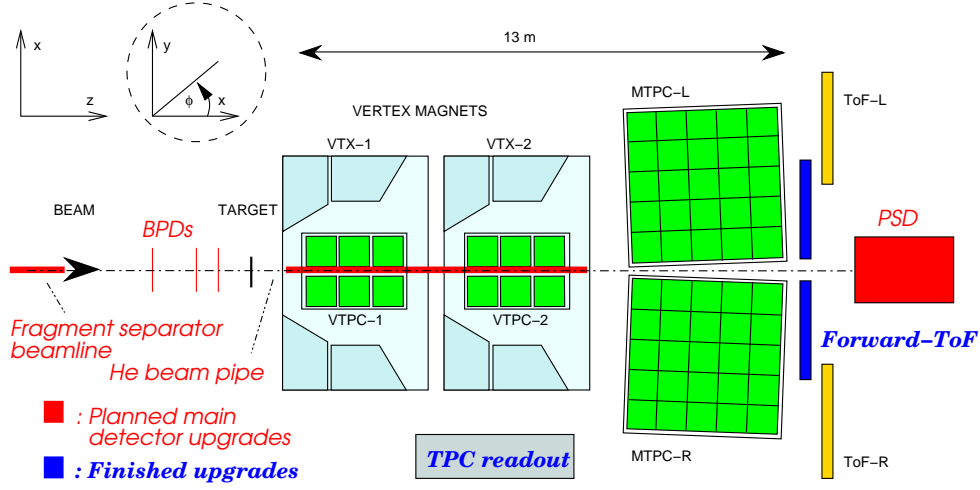 x
z
y
ϕ
x
13 m
VERTEX MAGNETS
VTX−1
VTX−2
MTPC−L
ToF−L
BEAM
TARGET
BPDs
PSD
VTPC−1
VTPC−2
Fragment separator
beamline
He beam pipe
Forward−ToF
: Planned main
detector upgrades
: Finished upgrades
TPC readout
MTPC−R
ToF−R